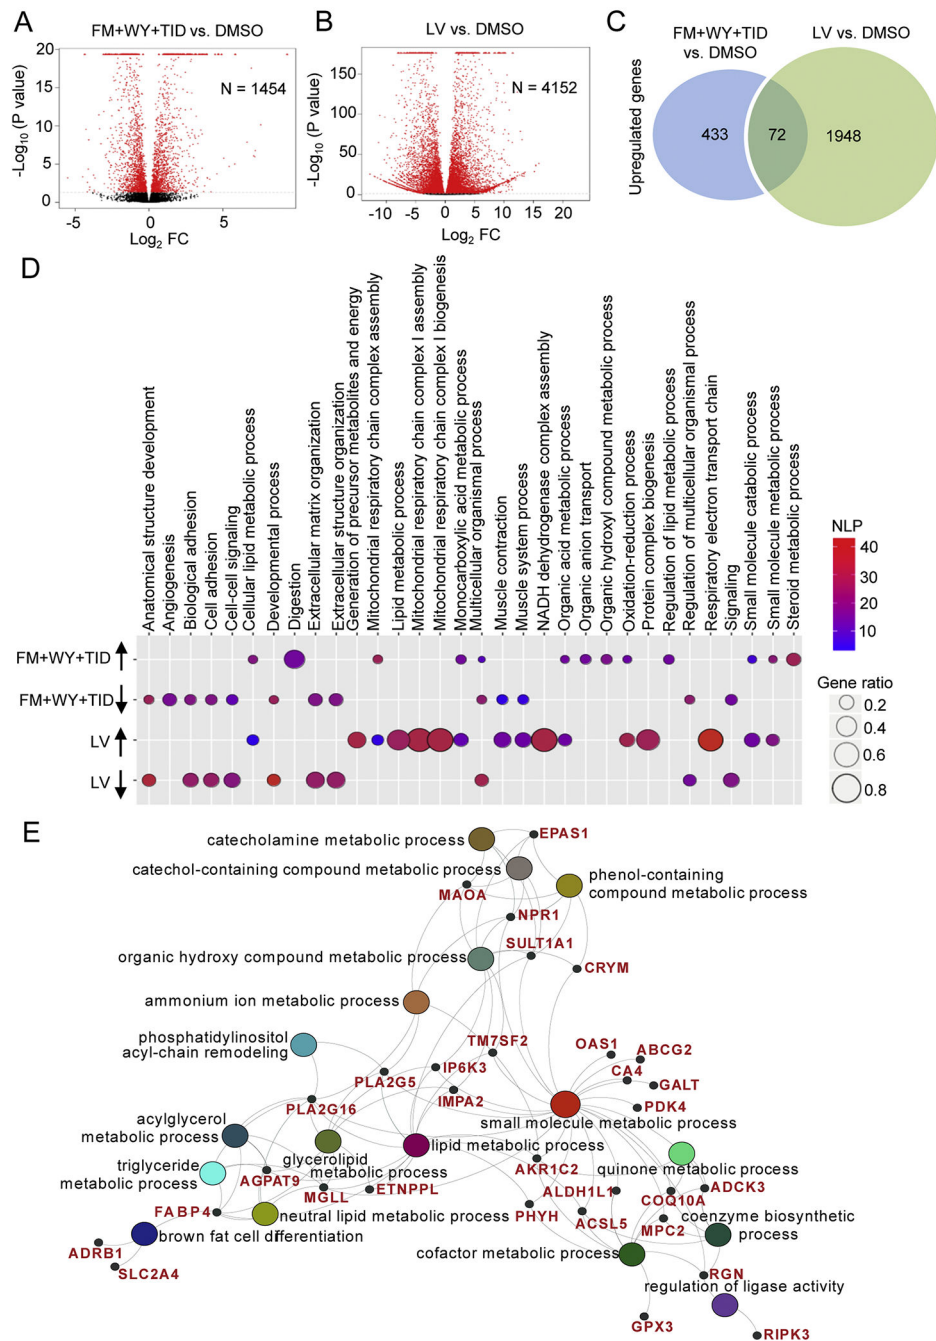 A
FM+WY+TID vs. DMSO
20
15
10
5
0
-Log10 (P value)
N = 1454
-5
0
5
Log2 FC
B
LV vs. DMSO
150
100
50
0
-Log10 (P value)
N = 4152
-10
-5
0
5
10
15
20
Log2 FC
C
FM+WY+TID
vs. DMSO
LV vs. DMSO
Upregulated genes
433
72
1948
D
Anatomical structure development
Angiogenesis
Biological adhesion
Cell adhesion
Cell-cell signaling
Cellular lipid metabolic process
Developmental process
Digestion
Extracellular matrix organization
Extracellular structure organization
Generation of precursor metabolites and energy
Mitochondrial respiratory chain complex assembly
Lipid metabolic process
Mitochondrial respiratory chain complex I assembly
Mitochondrial respiratory chain complex I biogenesis
Monocarboxylic acid metabolic process
Multicellular organismal process
Muscle contraction
Muscle system process
NADH dehydrogenase complex assembly
Organic acid metabolic process
Organic anion transport
Organic hydroxyl compound metabolic process
Oxidation-reduction process
Protein complex biogenesis
Regulation of lipid metabolic process
Regulation of multicellular organismal process
Respiratory electron transport chain
Signaling
Small molecule catabolic process
Small molecule metabolic process
Steroid metabolic process
FM+WY+TID ↑
FM+WY+TID ↓
LV ↑
LV ↓
NLP
40
30
20
10
Gene ratio
0.2
0.4
0.6
0.8
E
catecholamine metabolic process
EPAS1
catechol-containing compound metabolic process
phenol-containing
compound metabolic process
MAOA
NPR1
SULT1A1
organic hydroxy compound metabolic process
CRYM
ammonium ion metabolic process
phosphatidylinositol
acyl-chain remodeling
TM7SF2
OAS1
ABCG2
IP6K3
CA4
PLA2G5
GALT
PLA2G16
IMPA2
PDK4
acylglycerol
metabolic process
small molecule metabolic process
lipid metabolic process
glycerolipid
metabolic process
triglyceride
metabolic process
AKR1C2
quinone metabolic process
AGPAT9
ETNPPL
ALDH1L1
ADCK3
MGLL
COQ10A
FABP4
PHYH
ACSL5
neutral lipid metabolic process
MPC2
coenzyme biosynthetic
process
brown fat cell differentiation
ADRB1
cofactor metabolic process
SLC2A4
RGN
regulation of ligase activity
GPX3
RIPK3